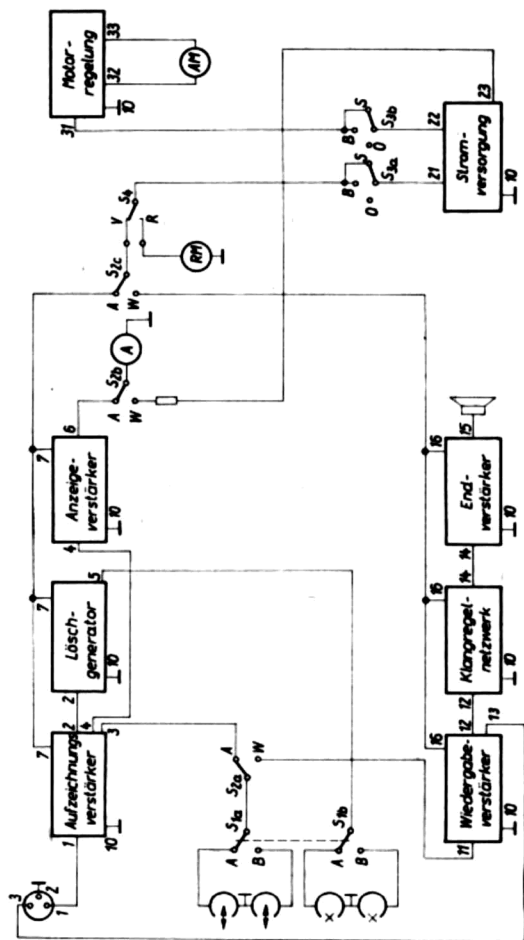 3
2
1
1
7
Aufzeichnungs
verstärker
2
4
3
10
2
7
Lösch-
generator
5
10
4
7
Anzeige-
verstärker
6
10
A
S2b
W
A
A
S2c
W
V
S4
R
RM
31
Motor-
regelung
33
32
10
AM
A
S2a
W
A
S1a
B
A
S1b
B
B
S
S3a
O
B
S
S3b
O
21
22
Strom-
versorgung
23
10
11
16
Wiedergabe-
verstärker
12
13
10
12
16
Klangregel-
netzwerk
14
10
14
16
End-
verstärker
15
10